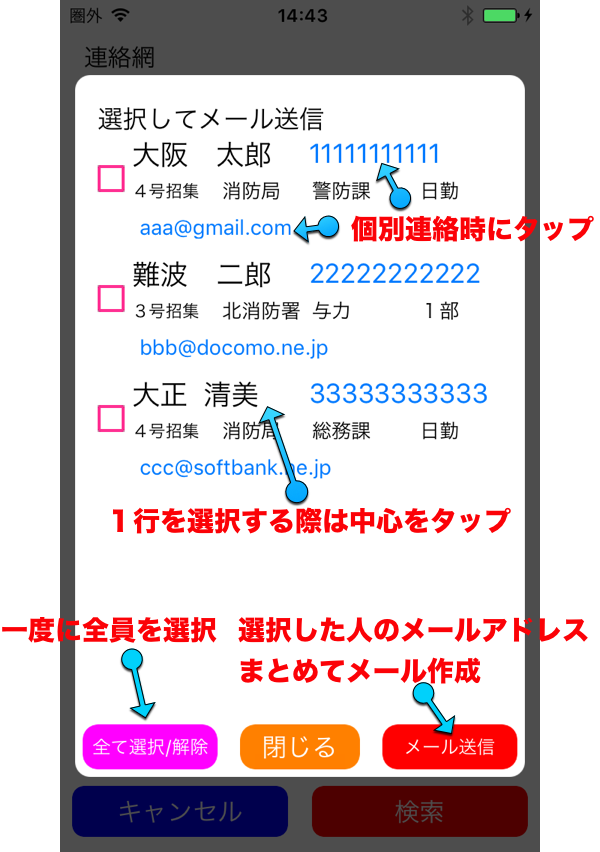 圏外 14:43
連絡網
選択してメール送信
大阪 太郎 11111111111
４号招集 消防局 警防課 日勤
aaa@gmail.com
個別連絡時にタップ
難波 二郎 22222222222
３号招集 北消防署 与力 １部
bbb@docomo.ne.jp
大正 清美 33333333333
４号招集 消防局 総務課 日勤
ccc@softbank.ne.jp
１行を選択する際は中心をタップ
一度に全員を選択
選択した人のメールアドレス
まとめてメール作成
全て選択/解除 閉じる メール送信
キャンセル 検索